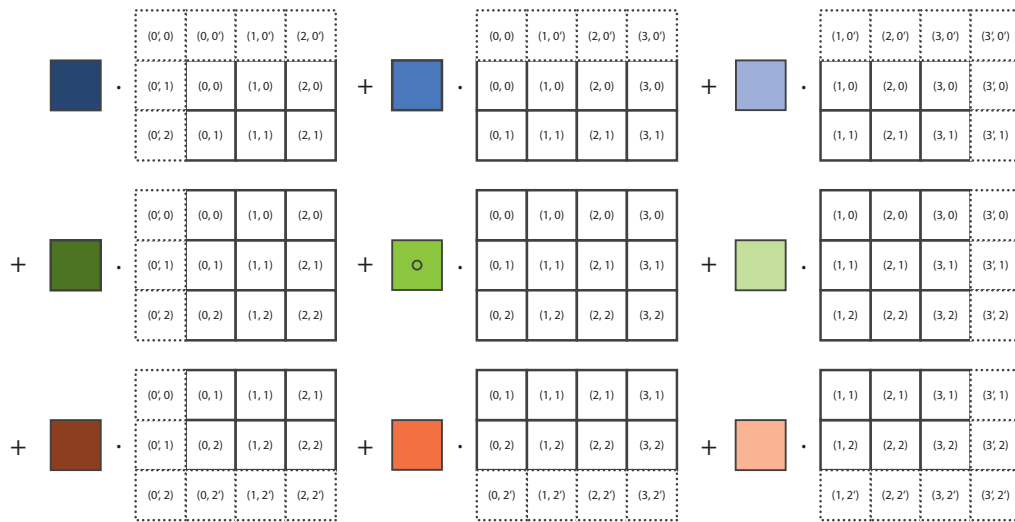 (0', 0) (0, 0') (1, 0') (2, 0') (0, 0) (1, 0') (2, 0') (3, 0') (1, 0') (2, 0') (3, 0') (3', 0)
· (0', 1) (0, 0) (1, 0) (2, 0) + · (0, 0) (1, 0) (2, 0) (3, 0) + · (1, 0) (2, 0) (3, 0) (3', 0)
(0', 2) (0, 1) (1, 1) (2, 1) (0, 1) (1, 1) (2, 1) (3, 1) (1, 1) (2, 1) (3, 1) (3', 1)
(0', 0) (0, 0) (1, 0) (2, 0) (0, 0) (1, 0) (2, 0) (3, 0) (1, 0) (2, 0) (3, 0) (3', 0)
+ · (0', 1) (0, 1) (1, 1) (2, 1) + · (0, 1) (1, 1) (2, 1) (3, 1) + · (1, 1) (2, 1) (3, 1) (3', 1)
(0', 2) (0, 2) (1, 2) (2, 2) (0, 2) (1, 2) (2, 2) (3, 2) (1, 2) (2, 2) (3, 2) (3', 2)
(0', 0) (0, 1) (1, 1) (2, 1) (0, 1) (1, 1) (2, 1) (3, 1) (1, 1) (2, 1) (3, 1) (3', 1)
+ · (0', 1) (0, 2) (1, 2) (2, 2) + · (0, 2) (1, 2) (2, 2) (3, 2) + · (1, 2) (2, 2) (3, 2) (3', 2)
(0', 2) (0, 2') (1, 2') (2, 2') (0, 2') (1, 2') (2, 2') (3, 2') (1, 2') (2, 2') (3, 2') (3', 2')